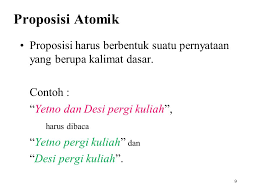 Proposisi Atomik
• Proposisi harus berbentuk suatu pernyataan
yang berupa kalimat dasar.
Contoh :
“Yetno dan Desi pergi kuliah”,
harus dibaca
“Yetno pergi kuliah” dan
“Desi pergi kuliah”.
9